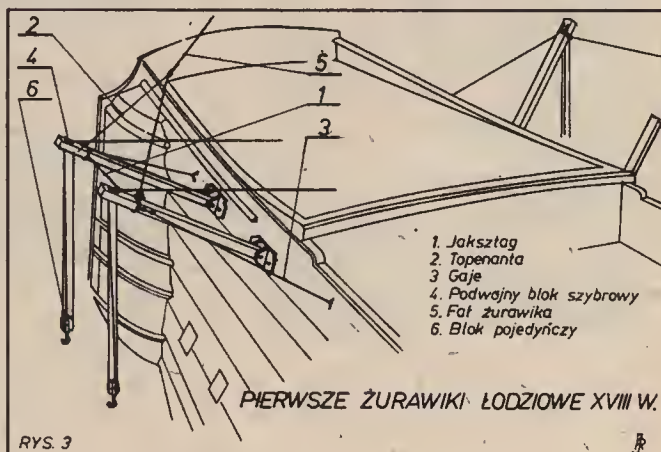 2
4
6
5
1
3
1. Jaksztag
2. Topenanta
3 Gaje
4. Podwójny blok szybrowy
5. Fał żurawika
6. Blok pojedyńczy
PIERWSZE ŻURAWIKI ŁODZIOWE XVIII W.
RYS. 3